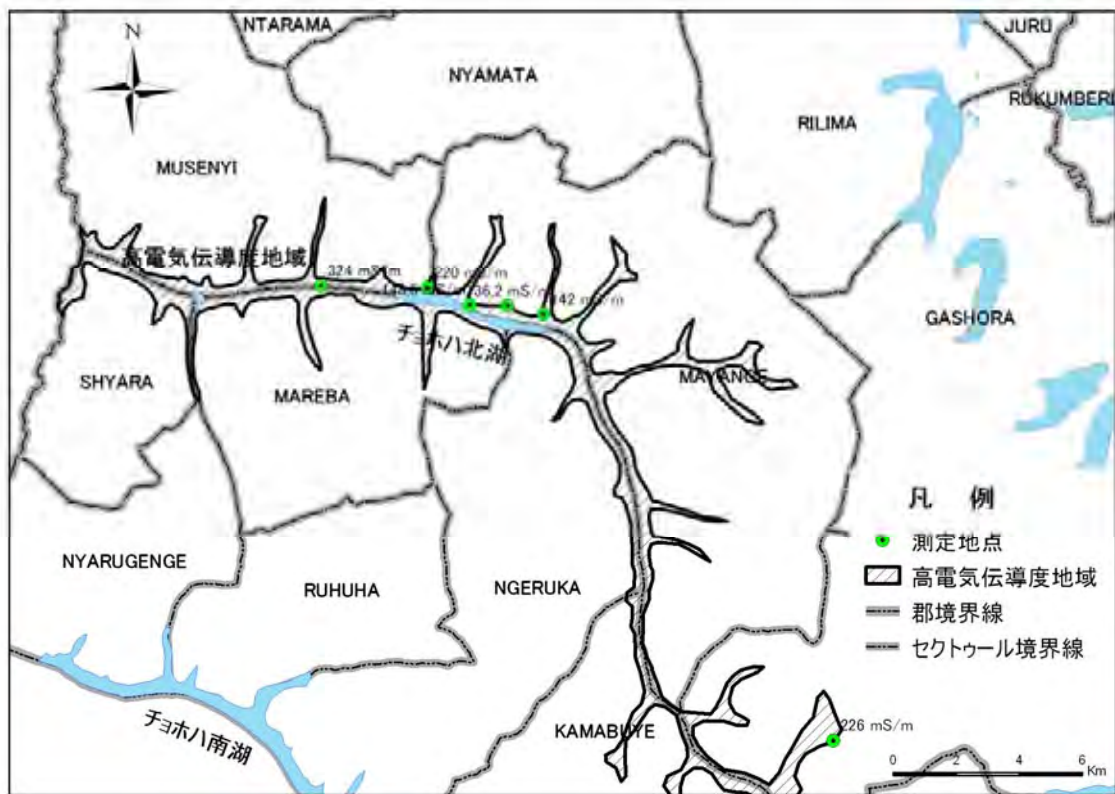 NTARAMA
JURU
NYAMATA
RUKUMBERI
N
RILIMA
MUSENYI
高電気伝導度地域
324 mS/m
220 mS/m
36.2 mS/m
142 mS/m
GASHORA
チョホハ北湖
SHYARA
MAREBA
MAYANGE
凡 例
測定地点
高電気伝導度地域
郡境界線
セクトゥール境界線
NYARUGENGE
RUHUHA
NGERUKA
チョホハ南湖
KAMABUYE
226 mS/m
0 2 4 6
Km